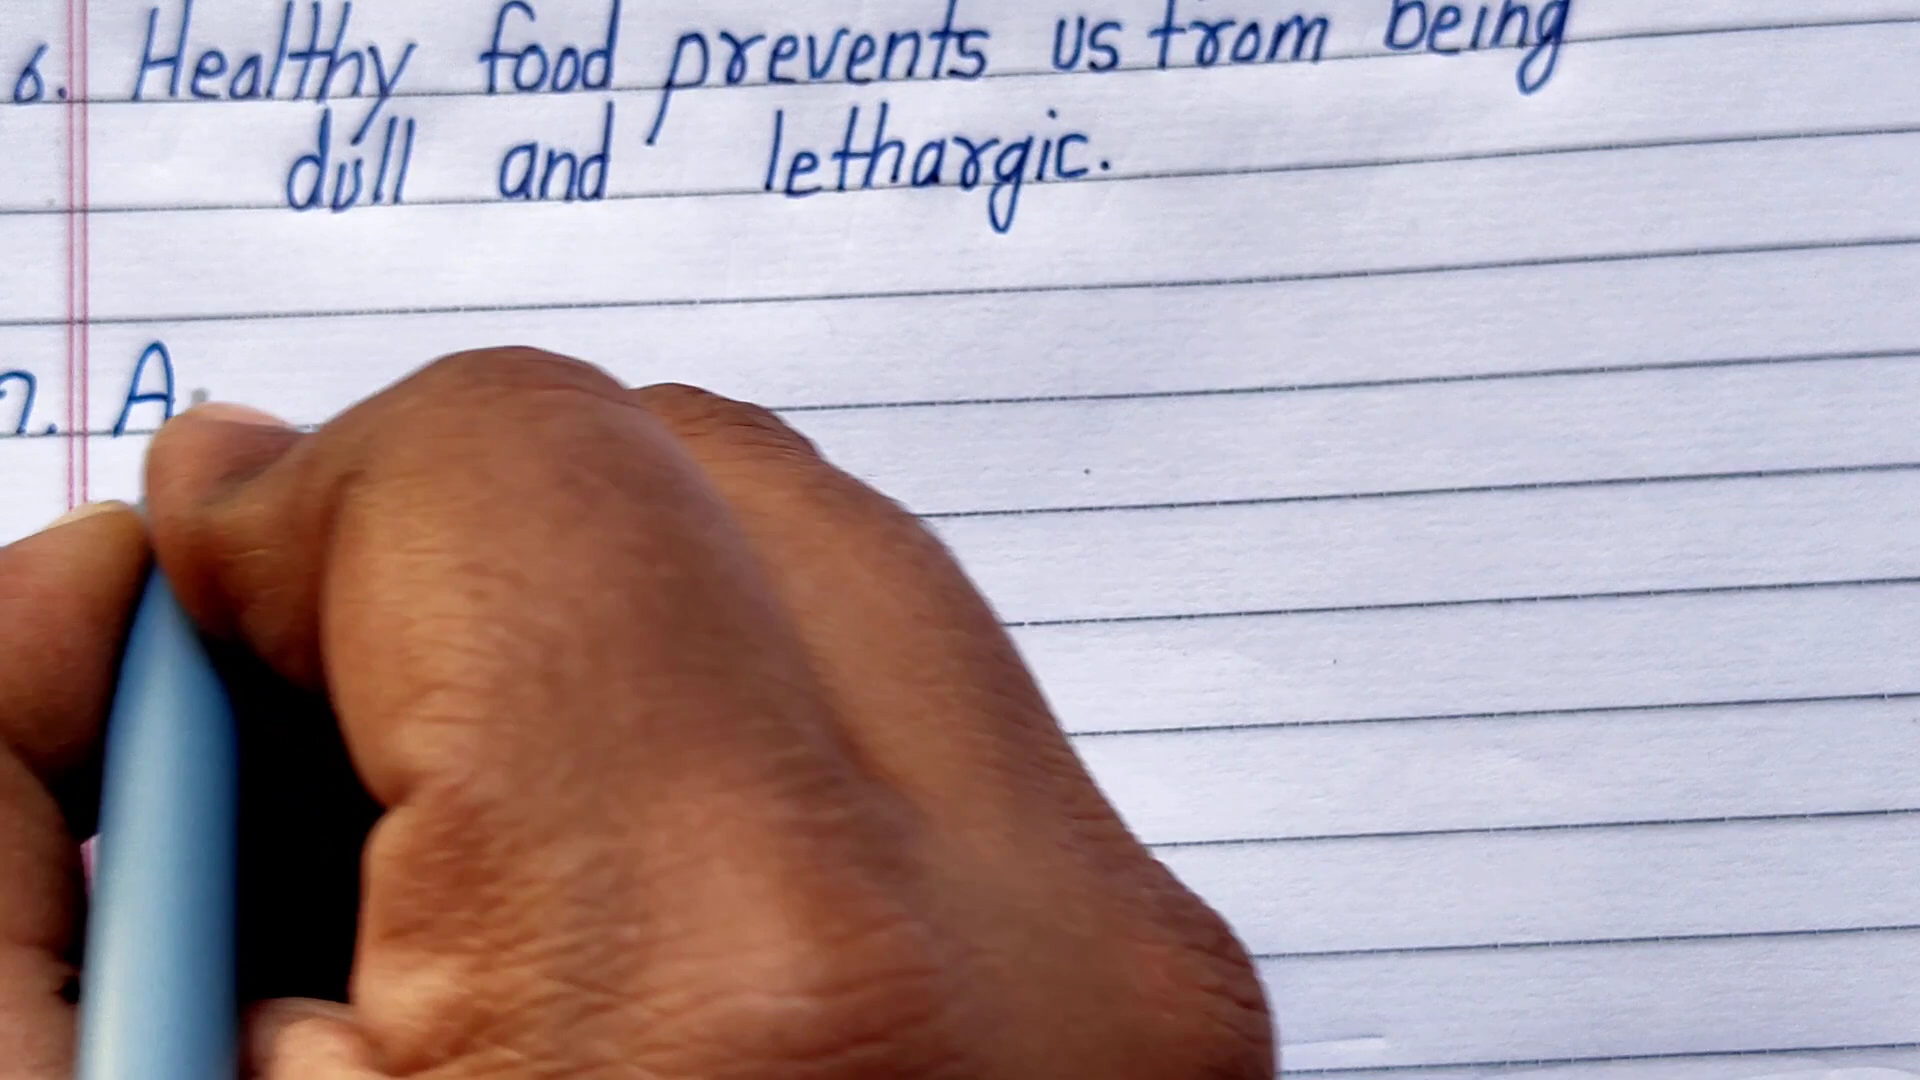 6. Healthy food prevents us from being
dull and lethargic.
7. A